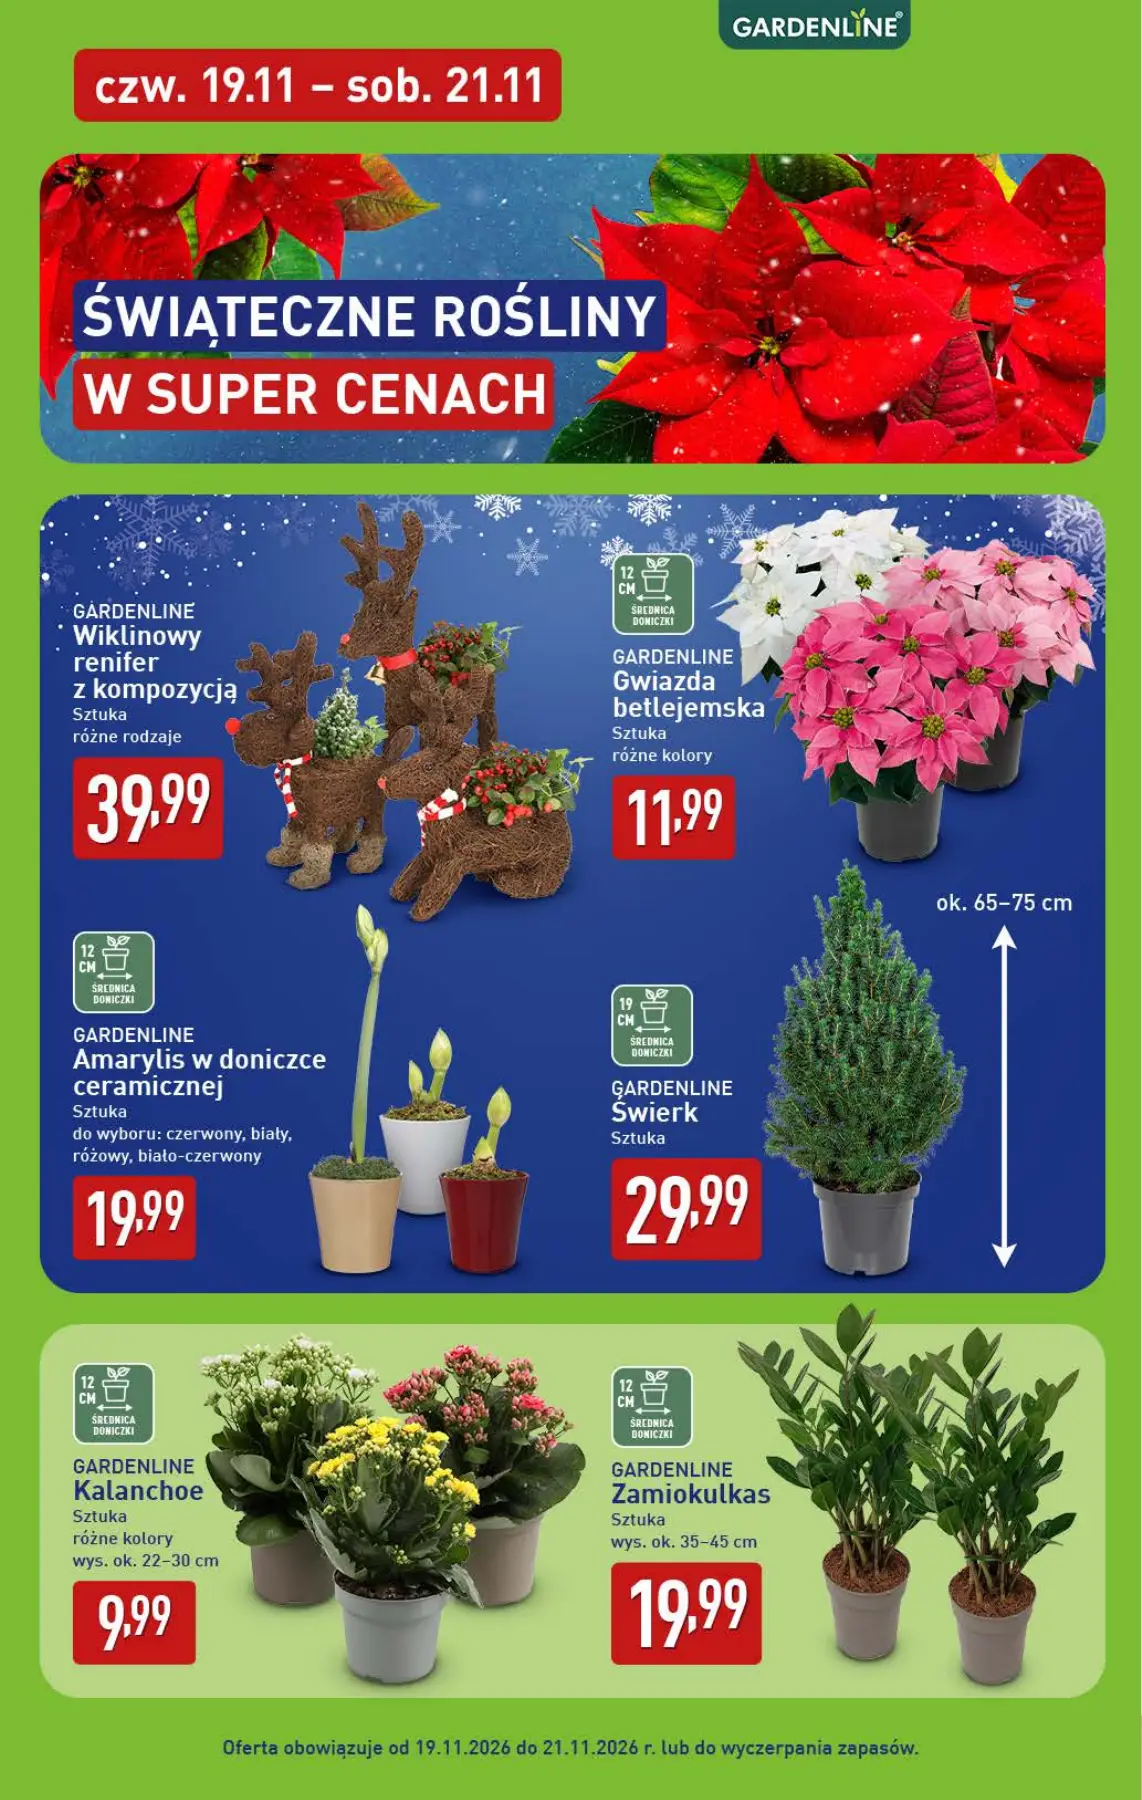 GARDENLINE®
czw. 19.11 – sob. 21.11
ŚWIĄTECZNE ROŚLINY
W SUPER CENACH
GARDENLINE
Wiklinowy
renifer
z kompozycją
Sztuka
różne rodzaje
39,99
12
CM
ŚREDNICA
DONICZKI
GARDENLINE
Gwiazda
betlejemska
Sztuka
różne kolory
11,99
12
CM
ŚREDNICA
DONICZKI
GARDENLINE
Amarylis w doniczce
ceramicznej
Sztuka
do wyboru: czerwony, biały,
różowy, biało-czerwony
19,99
ok. 65–75 cm
19
CM
ŚREDNICA
DONICZKI
GARDENLINE
Świerk
Sztuka
29,99
12
CM
ŚREDNICA
DONICZKI
GARDENLINE
Kalanchoe
Sztuka
różne kolory
wys. ok. 22–30 cm
9,99
12
CM
ŚREDNICA
DONICZKI
GARDENLINE
Zamiokulkas
Sztuka
wys. ok. 35–45 cm
19,99
Oferta obowiązuje od 19.11.2026 do 21.11.2026 r. lub do wyczerpania zapasów.